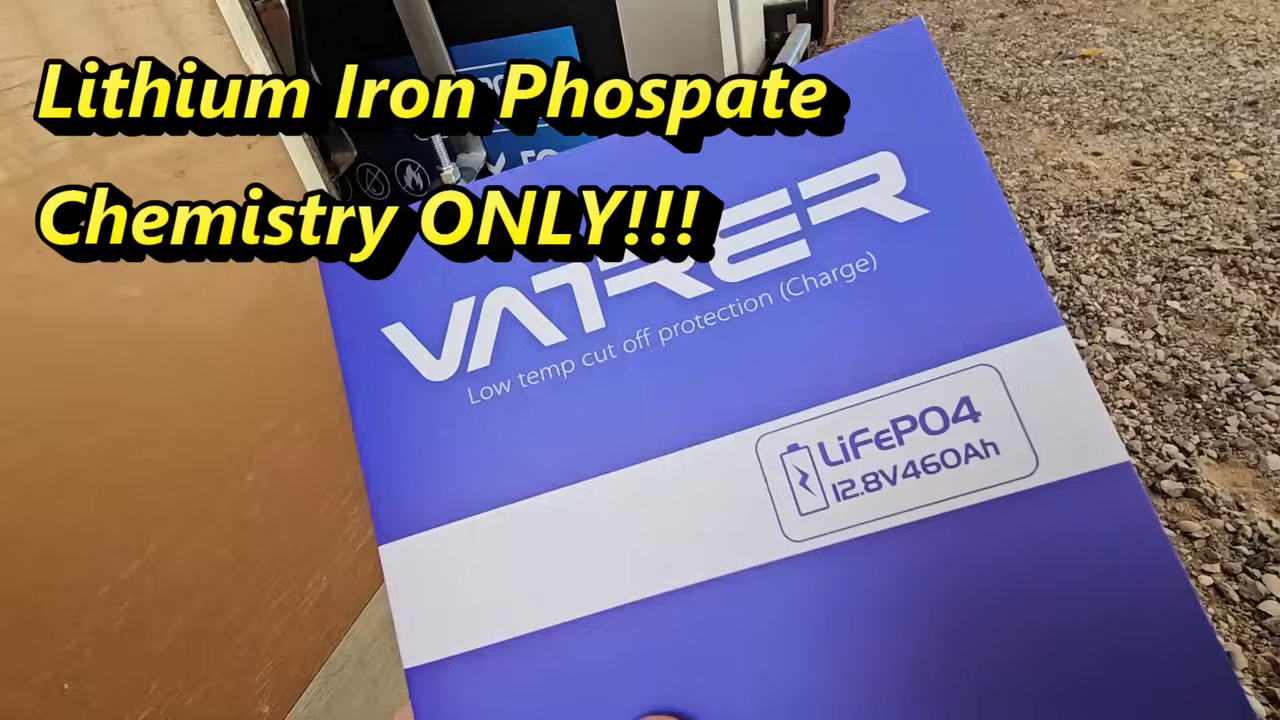 Lithium Iron Phospate
Chemistry ONLY!!!
VATRER
Low temp cut off protection (Charge)
LiFePO4
12.8V460Ah